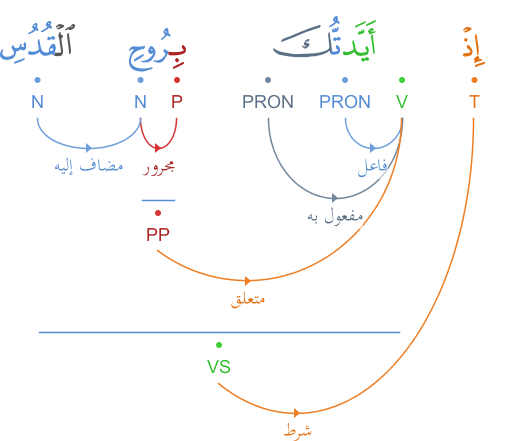 إِذْ أَيَّدتُّكَ بِرُوحِ ٱلْقُدُسِ
T V PRON PRON P N N
فاعل مجرور مضاف إليه
مفعول به
PP
متعلق
VS
شرط